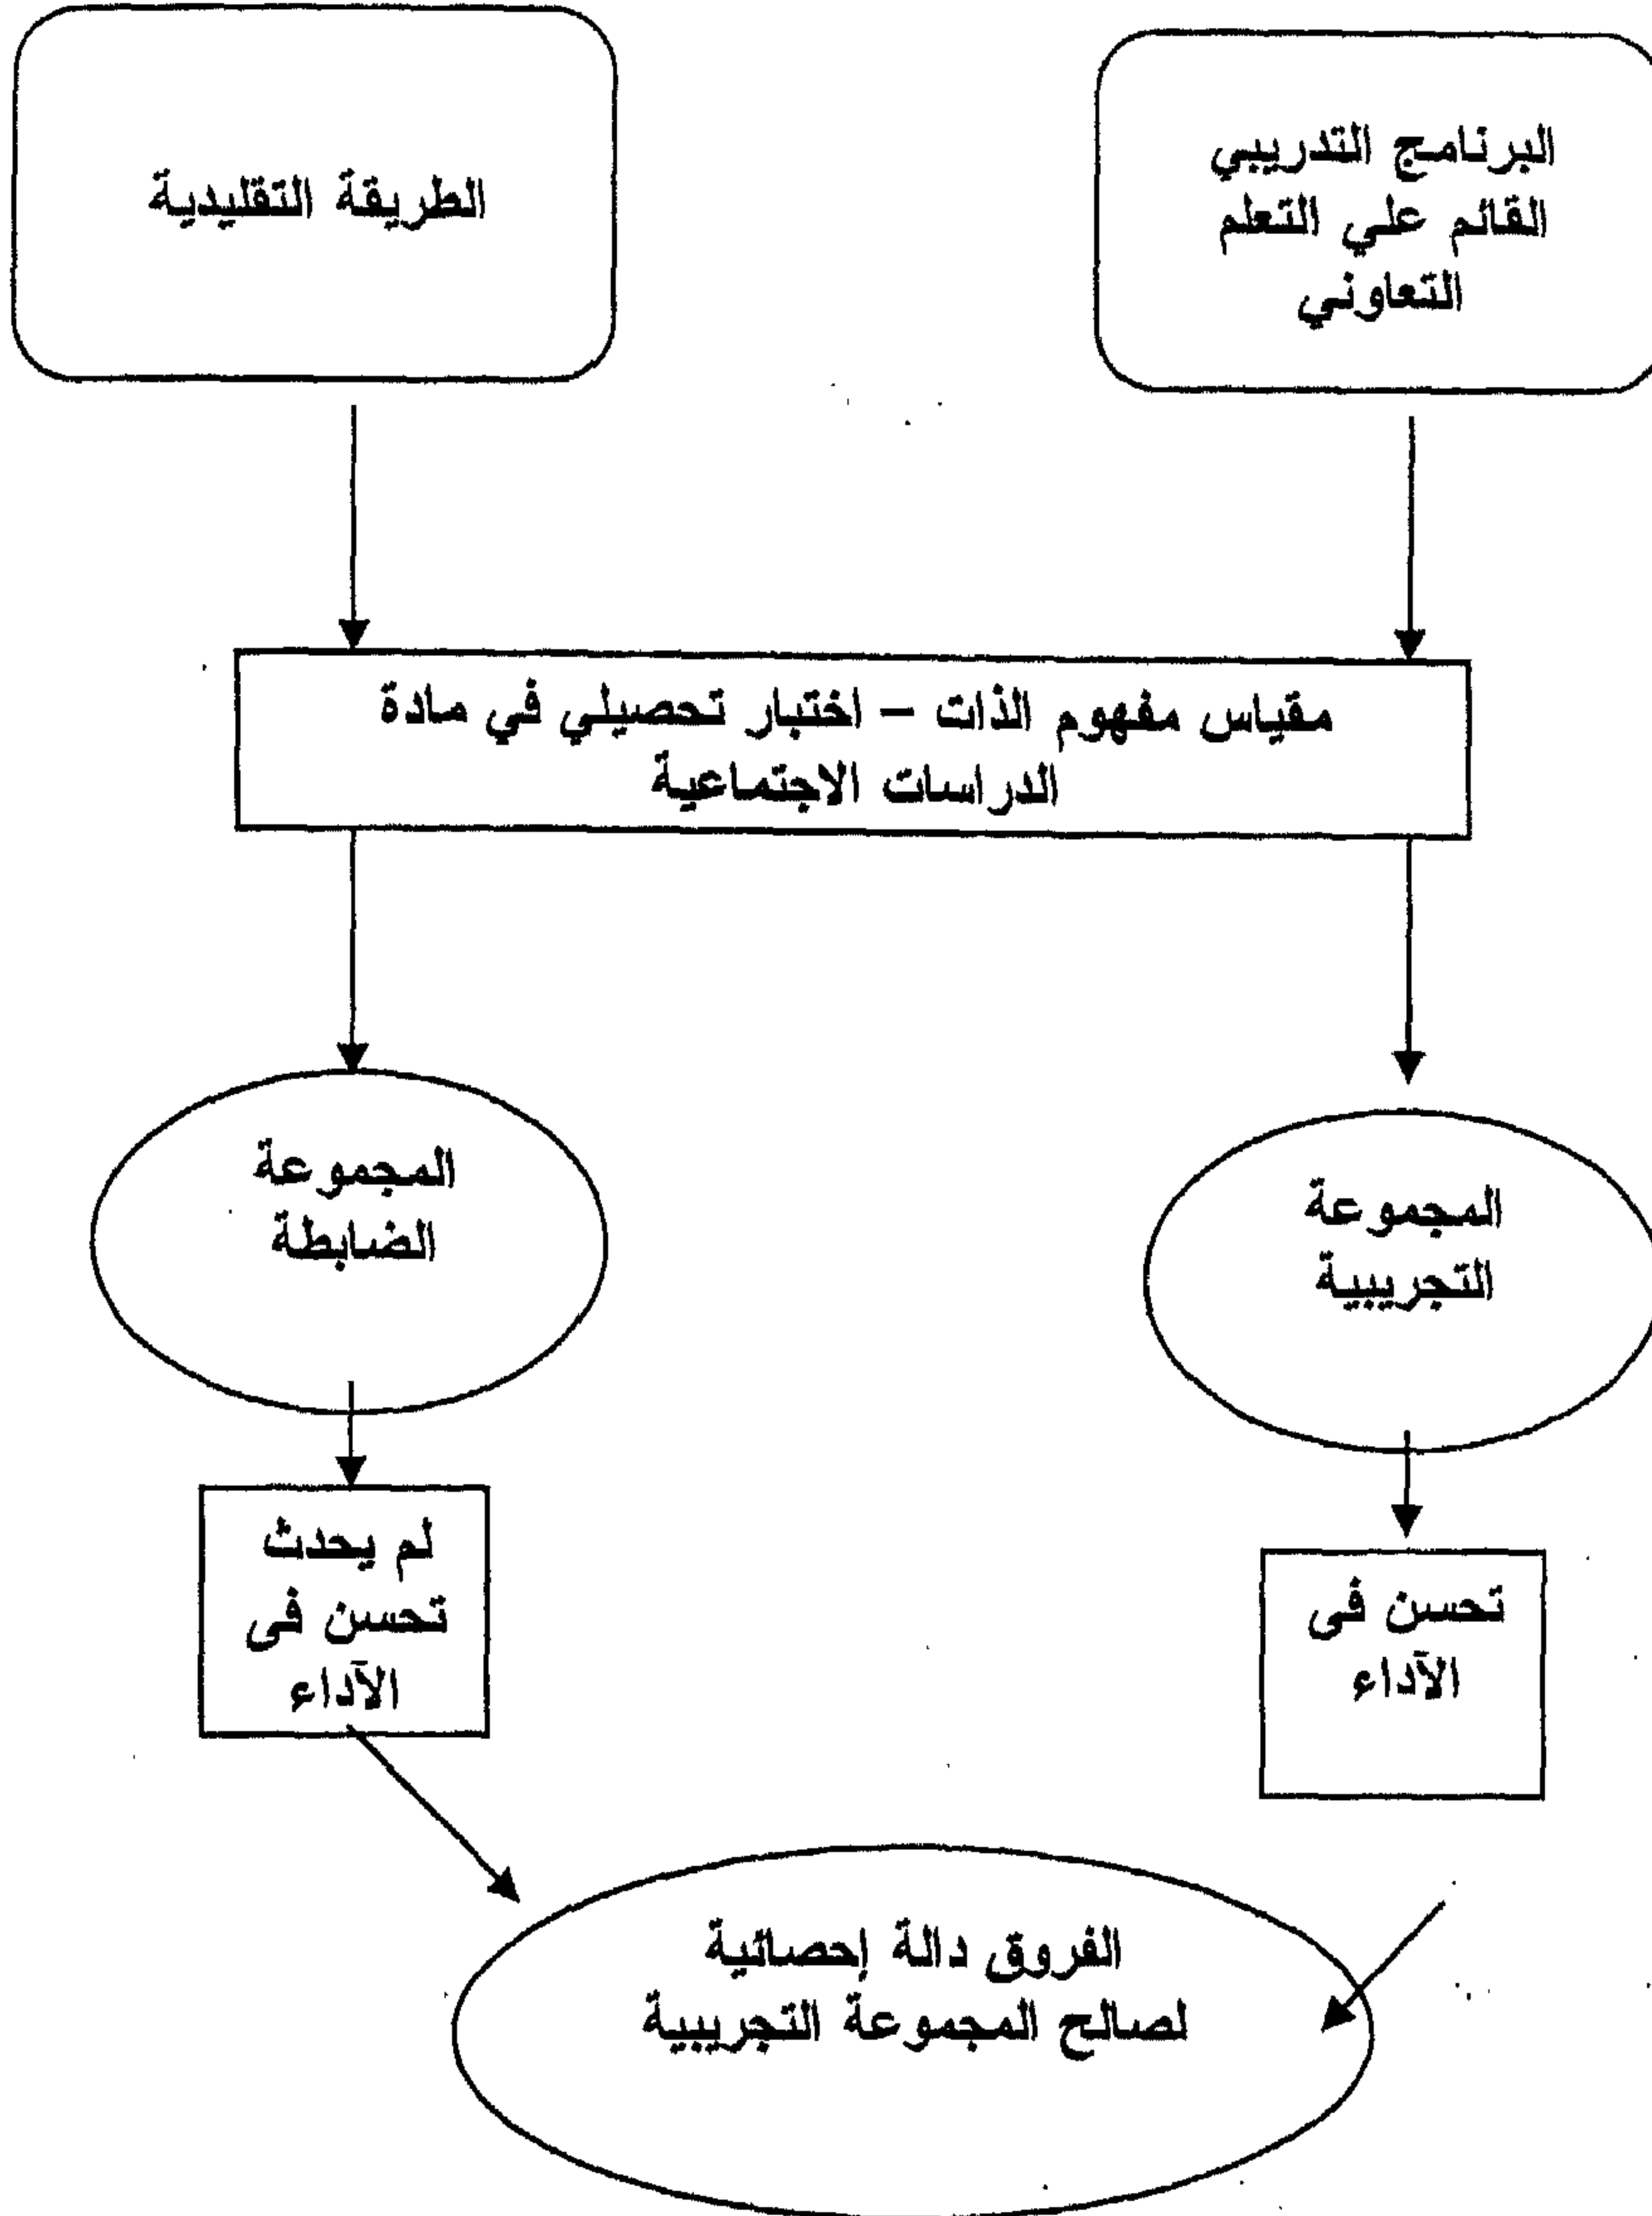 البرنامج التدريبي
القائم علي التعلم
التعاوني
الطريقة التقليدية
مقياس مفهوم الذات – اختبار تحصيلي في مادة
الدراسات الاجتماعية
المجموعة
التجريبية
المجموعة
الضابطة
تحسن فى
الآداء
لم يحدث
تحسن فى
الآداء
الفروق دالة إحصائية
لصالح المجموعة التجريبية